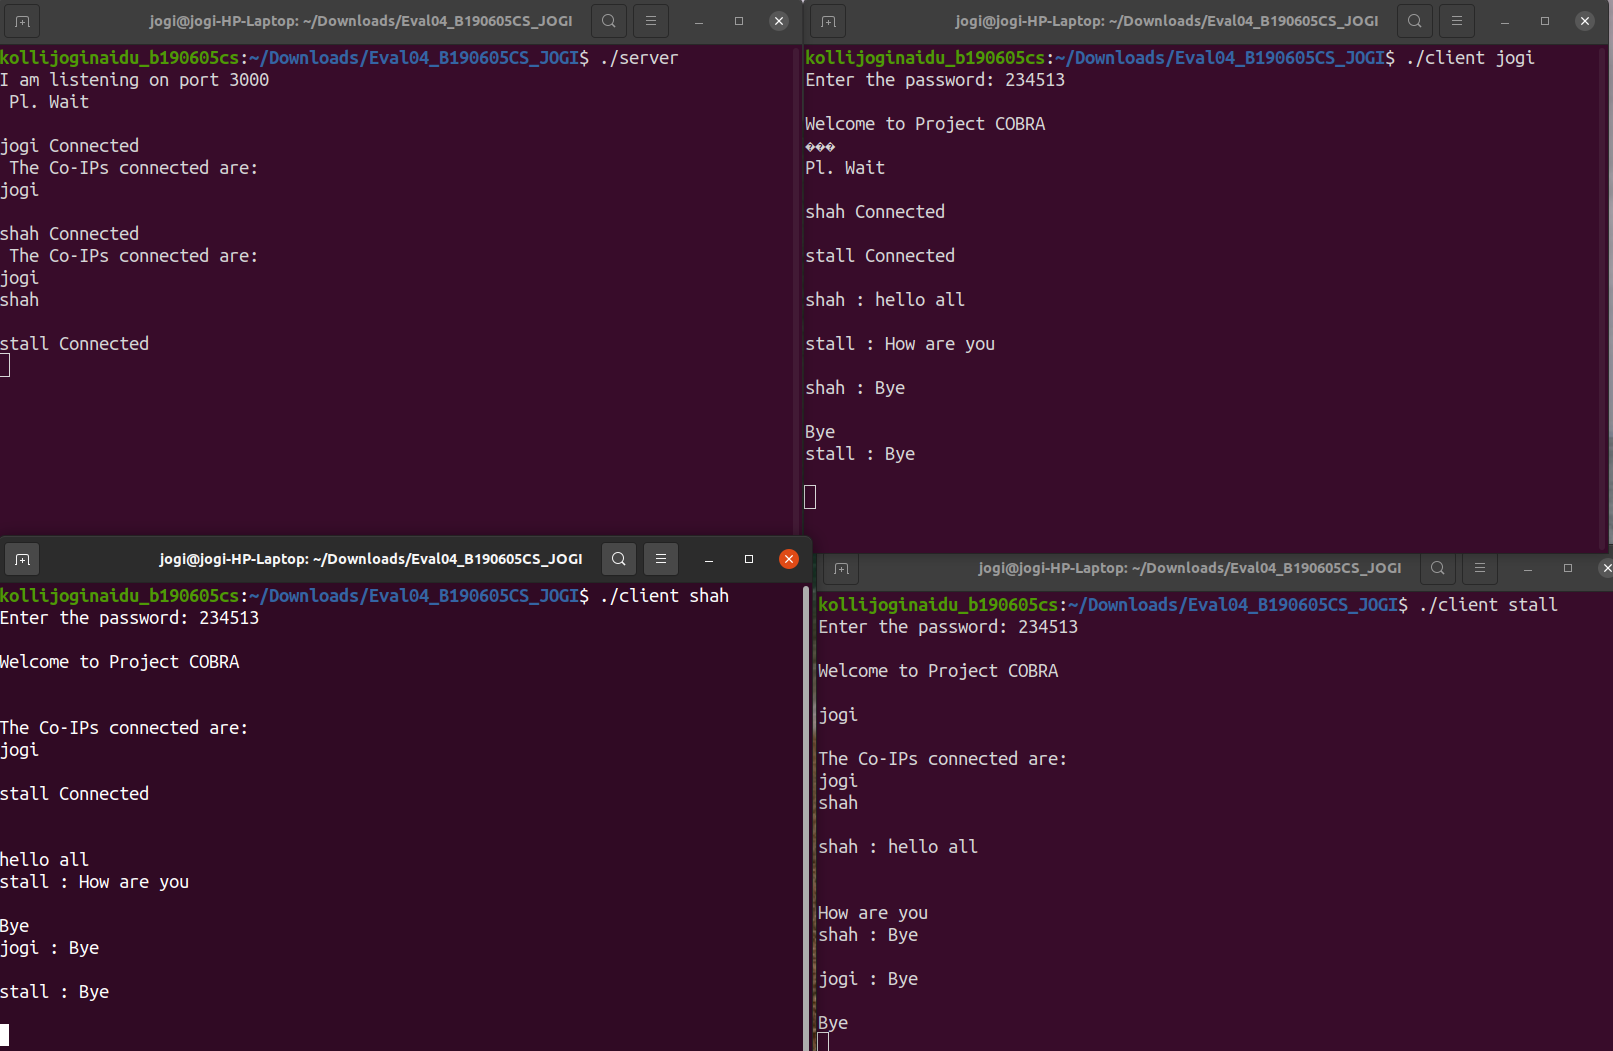 jogi@jogi-HP-Laptop: ~/Downloads/Eval04_B190605CS_JOGI
kollijoginaidu_b190605cs:~/Downloads/Eval04_B190605CS_JOGI$ ./server
I am listening on port 3000
Pl. Wait
jogi Connected
The Co-IPs connected are:
jogi
shah Connected
The Co-IPs connected are:
jogi
shah
stall Connected
jogi@jogi-HP-Laptop: ~/Downloads/Eval04_B190605CS_JOGI
kollijoginaidu_b190605cs:~/Downloads/Eval04_B190605CS_JOGI$ ./client jogi
Enter the password: 234513
Welcome to Project COBRA
���
Pl. Wait
shah Connected
stall Connected
shah : hello all
stall : How are you
shah : Bye
Bye
stall : Bye
jogi@jogi-HP-Laptop: ~/Downloads/Eval04_B190605CS_JOGI
kollijoginaidu_b190605cs:~/Downloads/Eval04_B190605CS_JOGI$ ./client shah
Enter the password: 234513
Welcome to Project COBRA
The Co-IPs connected are:
jogi
stall Connected
hello all
stall : How are you
Bye
jogi : Bye
stall : Bye
jogi@jogi-HP-Laptop: ~/Downloads/Eval04_B190605CS_JOGI
kollijoginaidu_b190605cs:~/Downloads/Eval04_B190605CS_JOGI$ ./client stall
Enter the password: 234513
Welcome to Project COBRA
jogi
The Co-IPs connected are:
jogi
shah
shah : hello all
How are you
shah : Bye
jogi : Bye
Bye